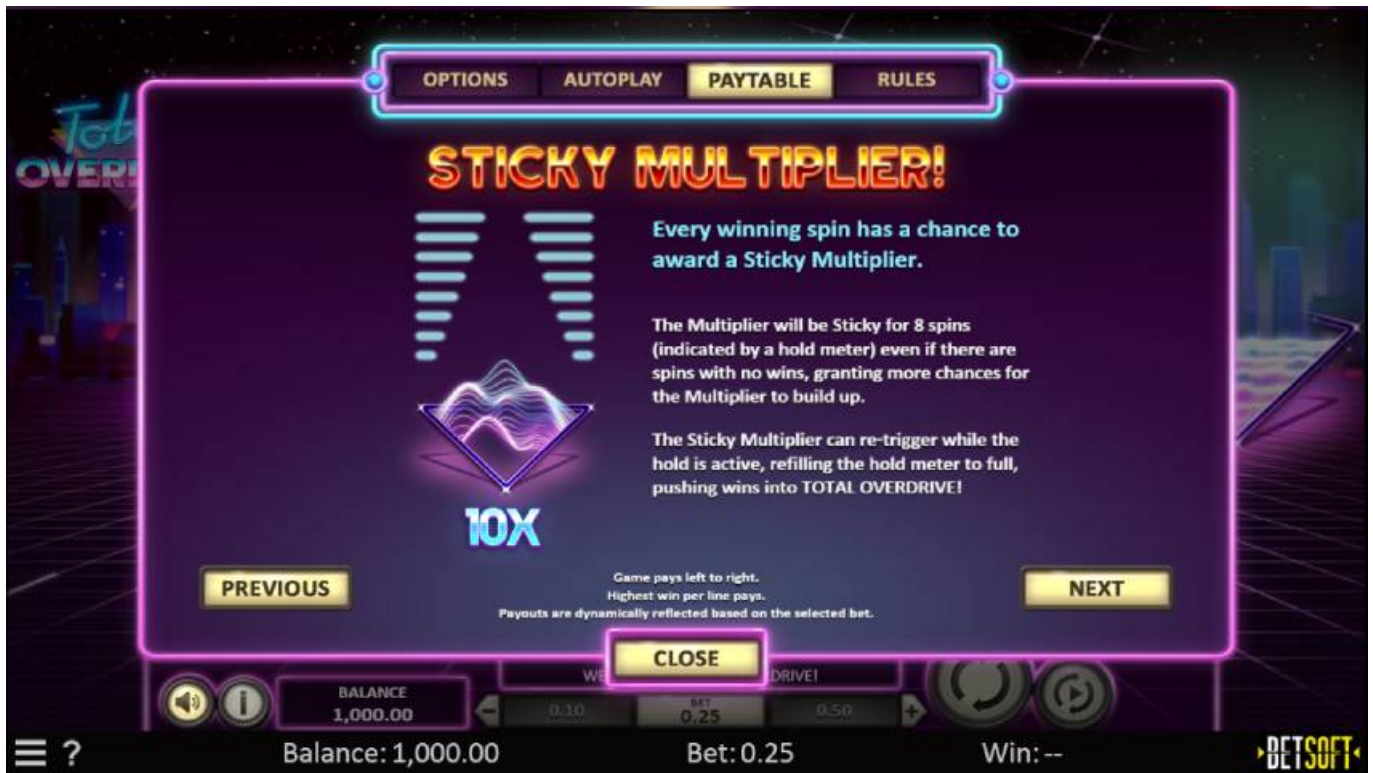 OPTIONS AUTOPLAY PAYTABLE RULES
STICKY MULTIPLIER!
Every winning spin has a chance to
award a Sticky Multiplier.
The Multiplier will be Sticky for 8 spins
(indicated by a hold meter) even if there are
spins with no wins, granting more chances for
the Multiplier to build up.
The Sticky Multiplier can re-trigger while the
hold is active, refilling the hold meter to full,
pushing wins into TOTAL OVERDRIVE!
10X
PREVIOUS
Game pays left to right.
Highest win per line pays.
Payouts are dynamically reflected based on the selected bet.
NEXT
CLOSE
BALANCE
1,000.00
0.10
BET
0.25
0.50
Balance: 1,000.00 Bet: 0.25 Win: --
BETSOFT